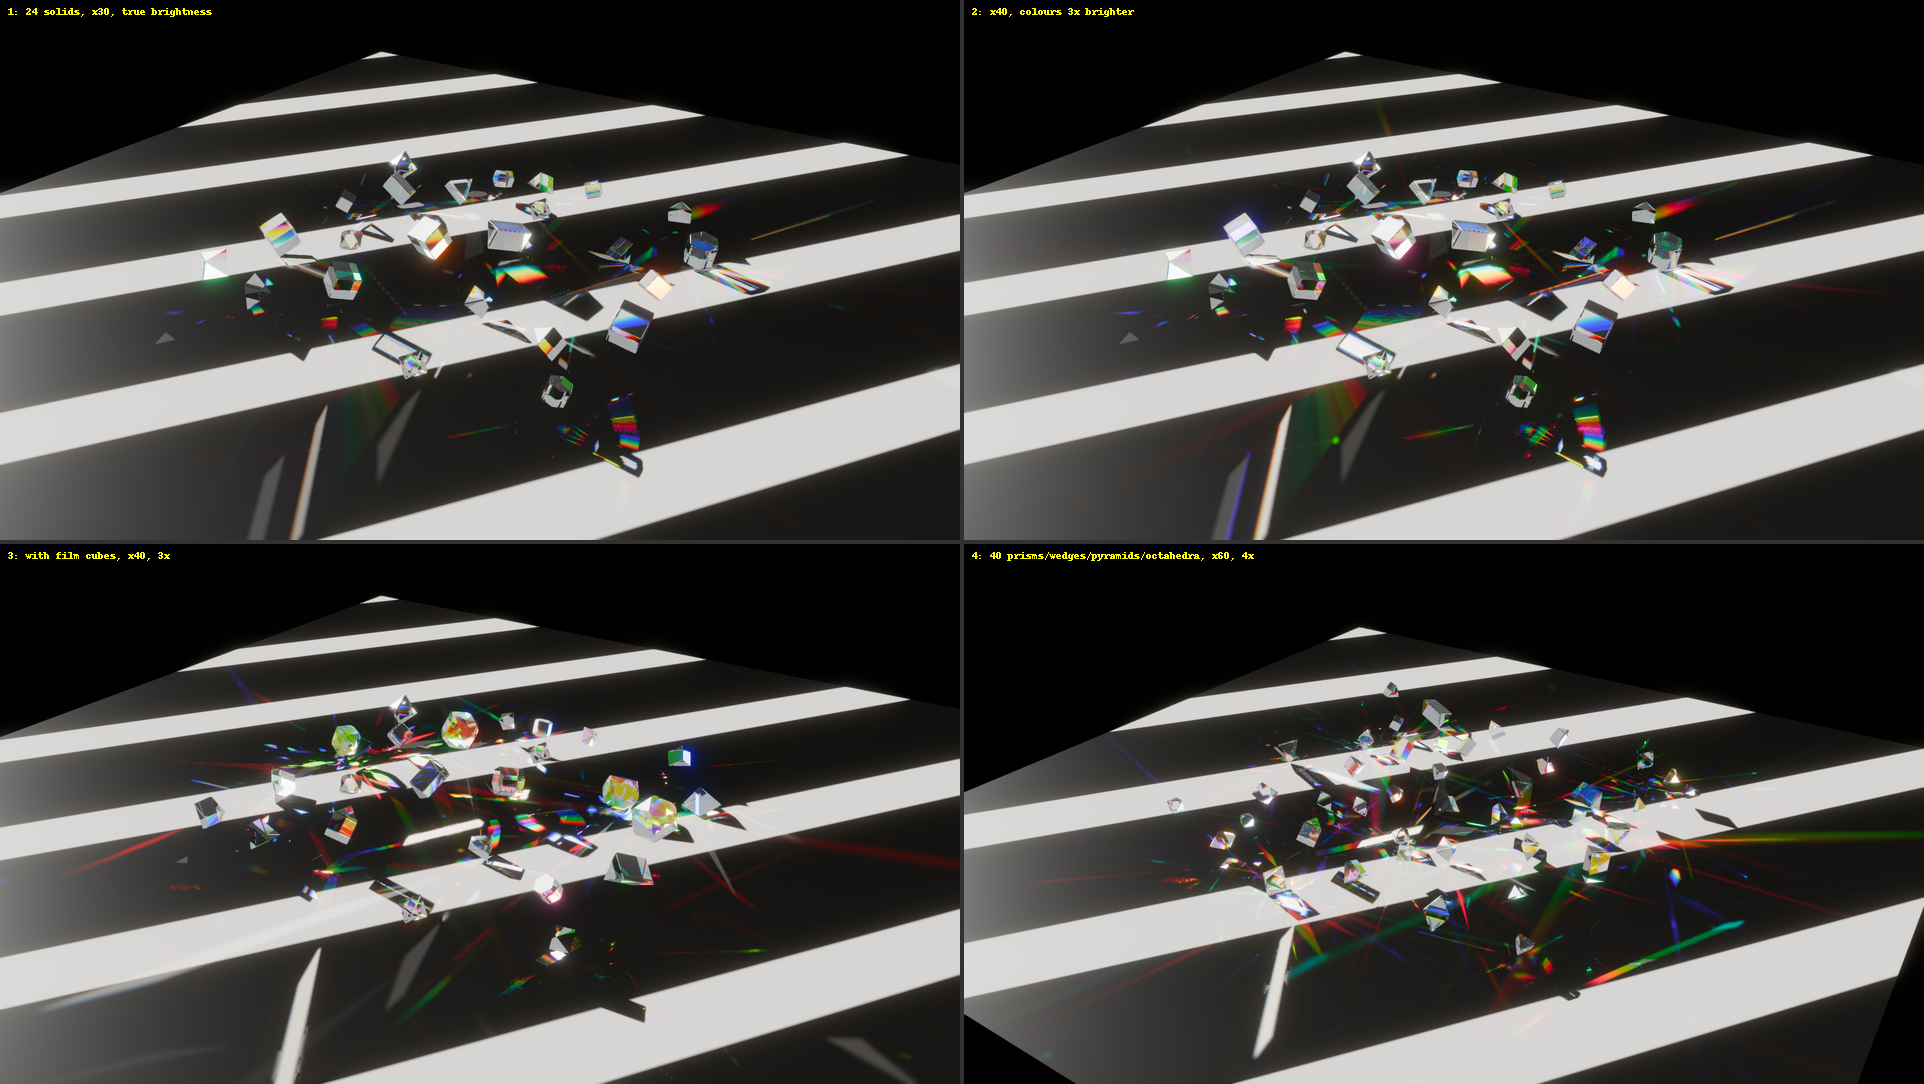 1: 24 solids, x30, true brightness
2: x40, colours 3x brighter
3: with film cubes, x40, 3x
4: 40 prisms/wedges/pyramids/octahedra, x60, 4x